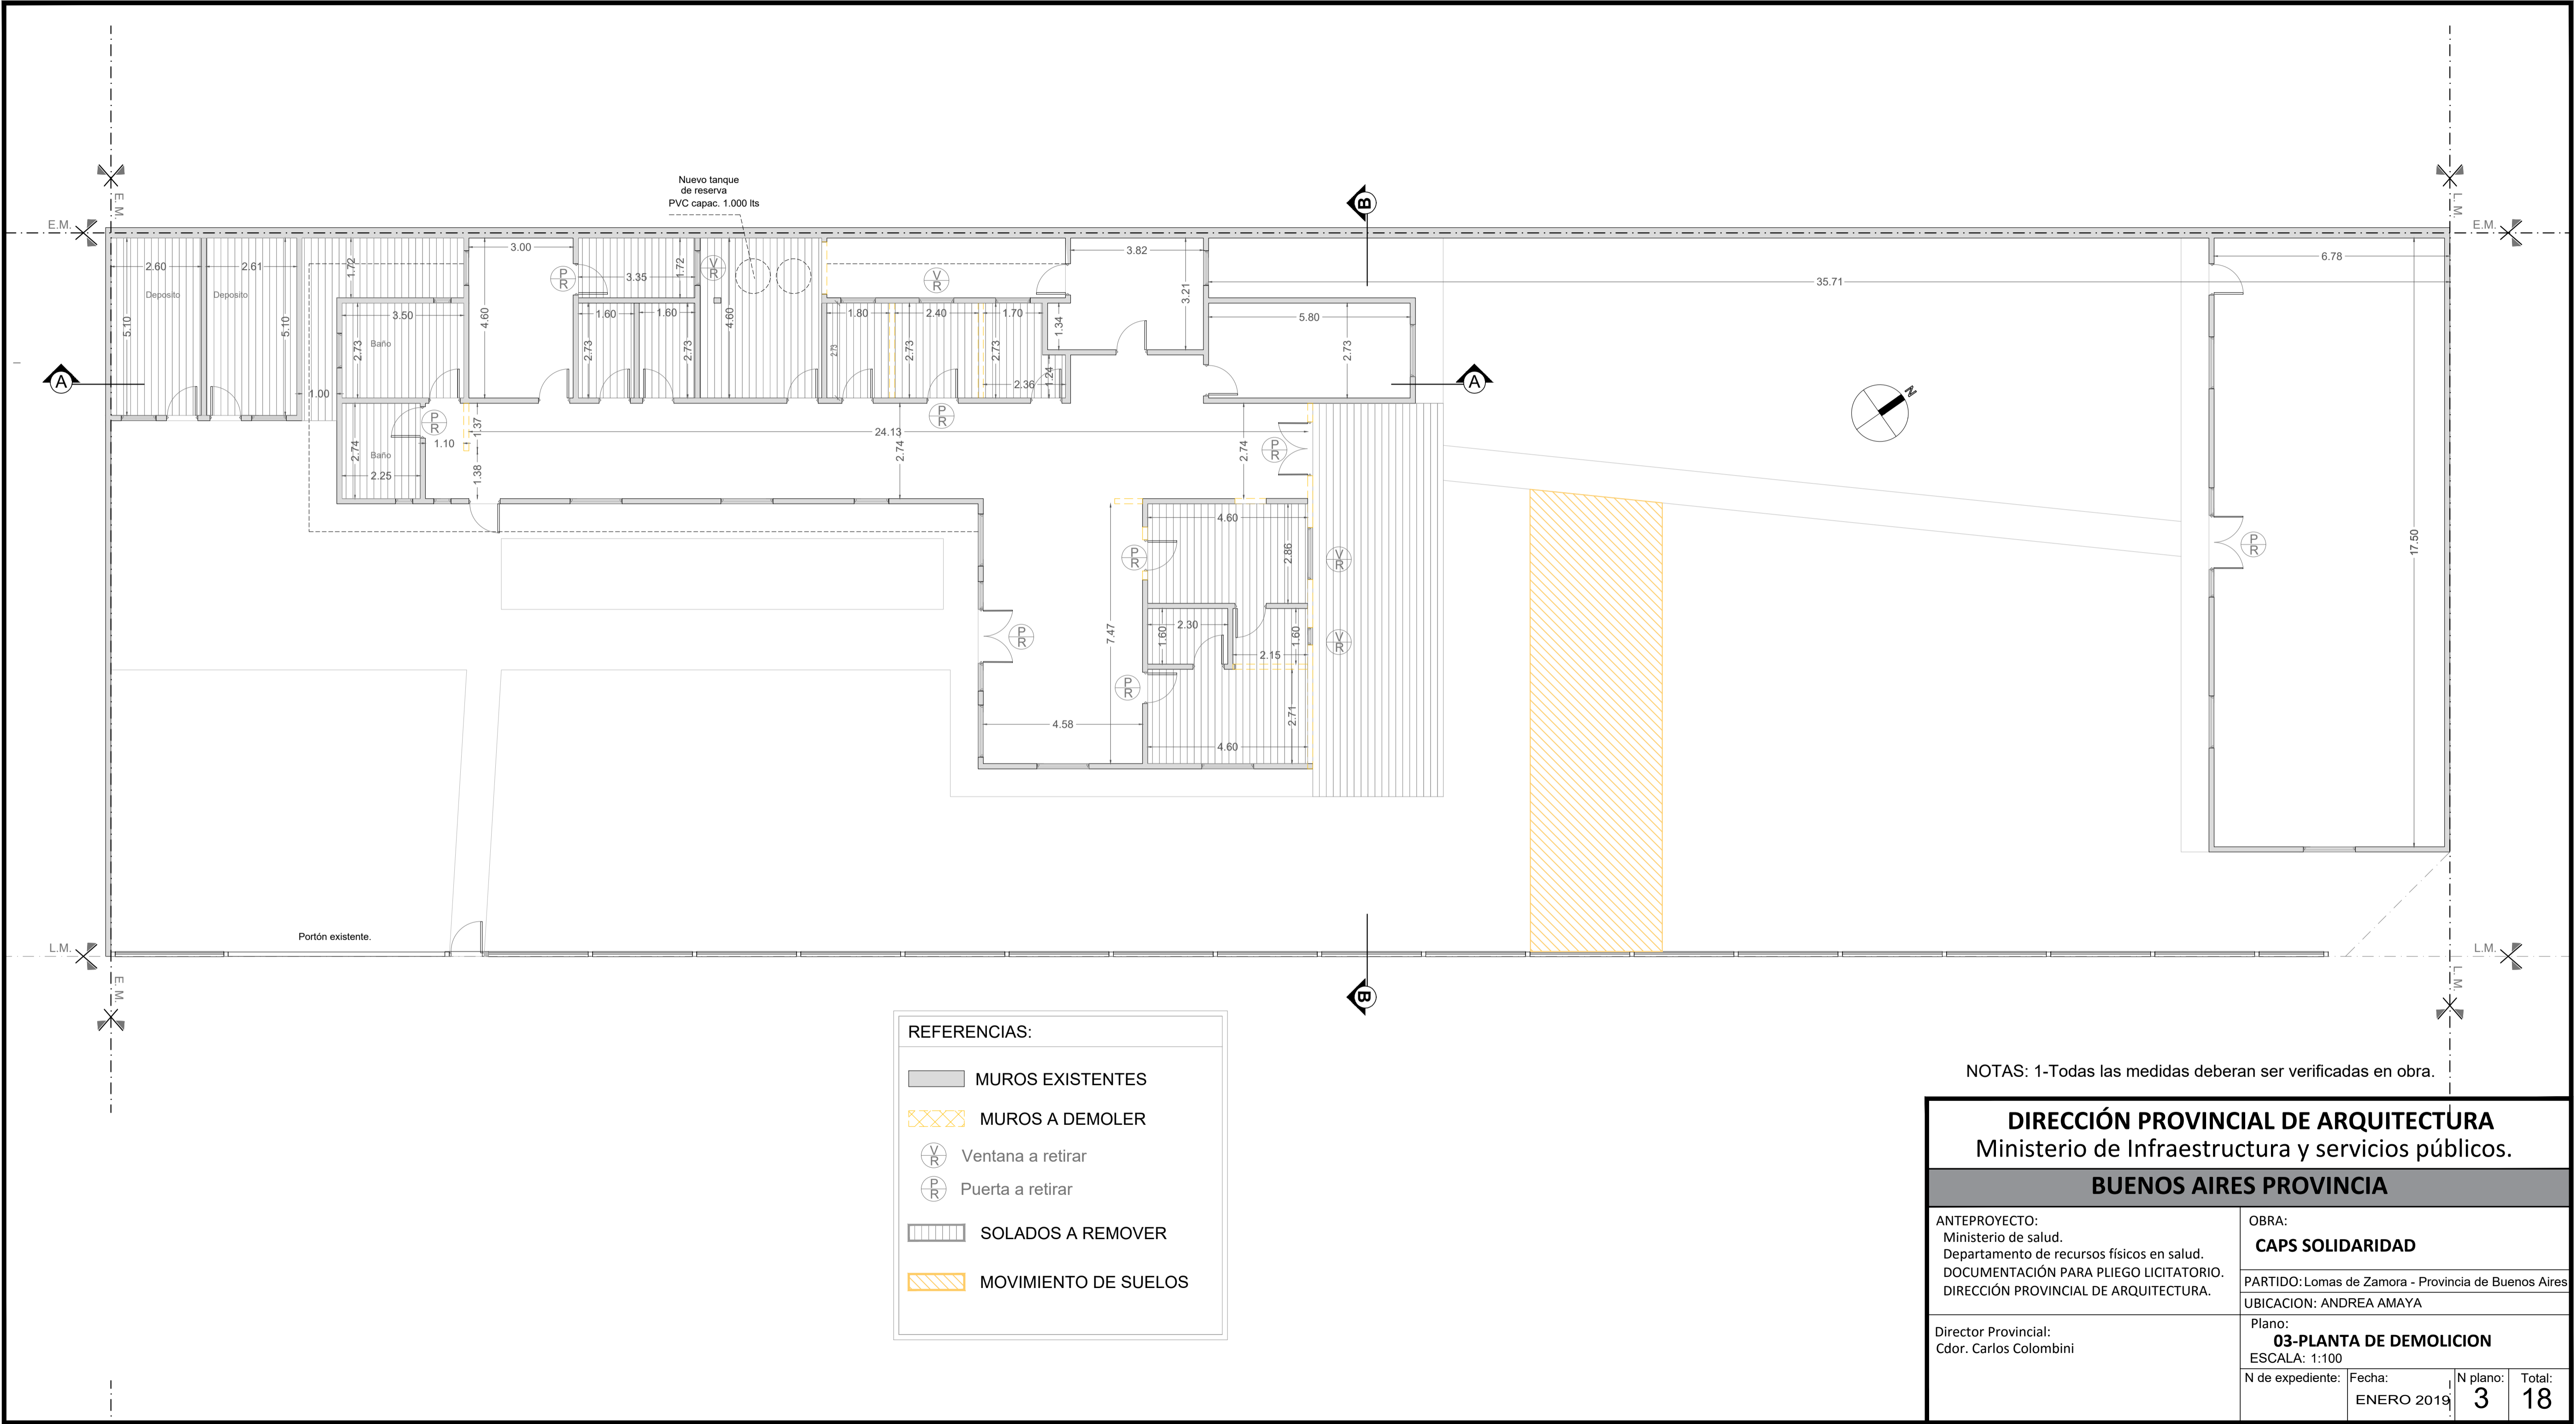 Nuevo tanque
de reserva
PVC capac. 1.000 lts
E.M.
E. M.
B
L. M.
E.M.
2.60
2.61
1.72
3.00
P
R
3.35
1.72
V
R
V
R
3.82
3.21
35.71
6.78
Deposito
Deposito
5.10
5.10
3.50
4.60
1.60
1.60
4.60
1.80
2.40
1.70
1.34
5.80
2.73
Baño
2.73
2.73
2.73
2.73
2.73
2.73
A
1.00
2.36
1.24
A
N
P
R
1.10
1.37
24.13
P
R
2.74
Baño
2.25
1.38
2.74
2.74
P
R
4.60
2.86
P
R
V
R
P
R
17.50
7.47
1.60
2.30
1.60
2.15
P
R
V
R
P
R
4.58
2.71
4.60
Portón existente.
L.M.
E. M.
B
L.M.
L. M.
REFERENCIAS:
MUROS EXISTENTES
MUROS A DEMOLER
V
R
Ventana a retirar
P
R
Puerta a retirar
SOLADOS A REMOVER
MOVIMIENTO DE SUELOS
NOTAS: 1-Todas las medidas deberan ser verificadas en obra.
DIRECCIÓN PROVINCIAL DE ARQUITECTURA
Ministerio de Infraestructura y servicios públicos.
BUENOS AIRES PROVINCIA
ANTEPROYECTO:
Ministerio de salud.
Departamento de recursos físicos en salud.
DOCUMENTACIÓN PARA PLIEGO LICITATORIO.
DIRECCIÓN PROVINCIAL DE ARQUITECTURA.
Director Provincial:
Cdor. Carlos Colombini
OBRA:
CAPS SOLIDARIDAD
PARTIDO: Lomas de Zamora - Provincia de Buenos Aires
UBICACION: ANDREA AMAYA
Plano:
03-PLANTA DE DEMOLICION
ESCALA: 1:100
N de expediente:
Fecha:
ENERO 2019
N plano:
3
Total:
18